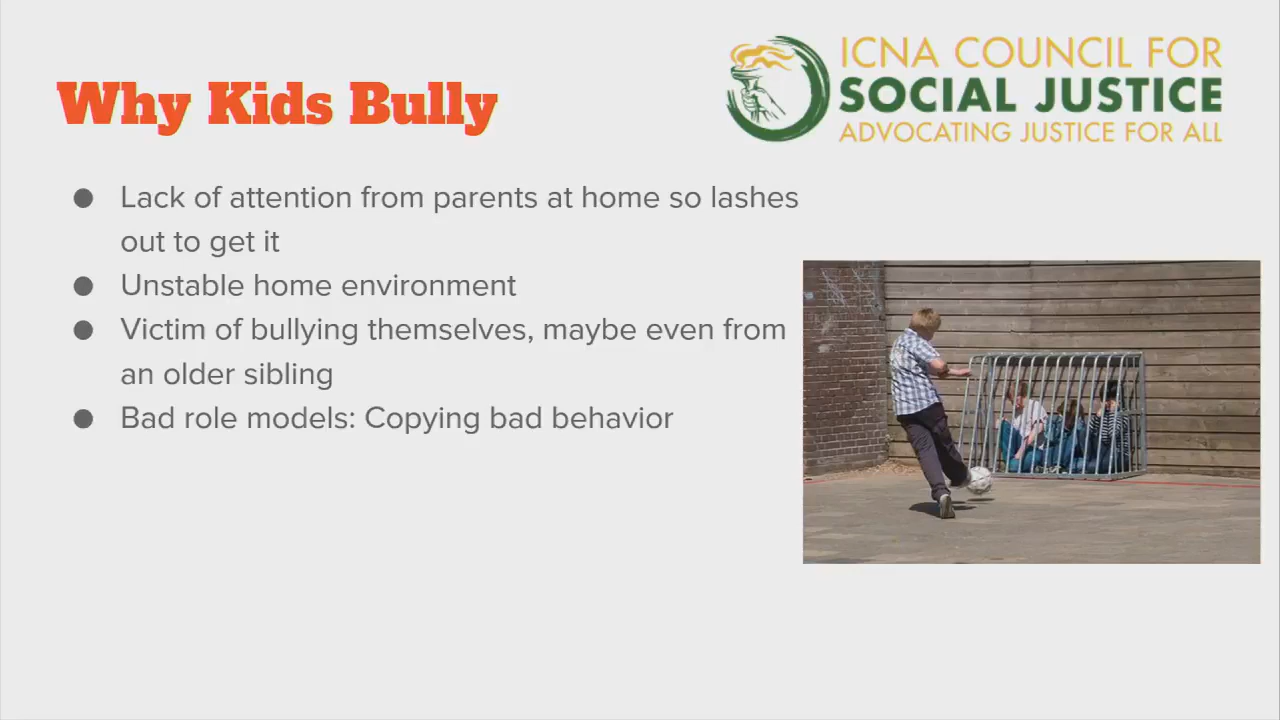 ICNA COUNCIL FOR
SOCIAL JUSTICE
ADVOCATING JUSTICE FOR ALL
Why Kids Bully
● Lack of attention from parents at home so lashes
out to get it
● Unstable home environment
● Victim of bullying themselves, maybe even from
an older sibling
● Bad role models: Copying bad behavior